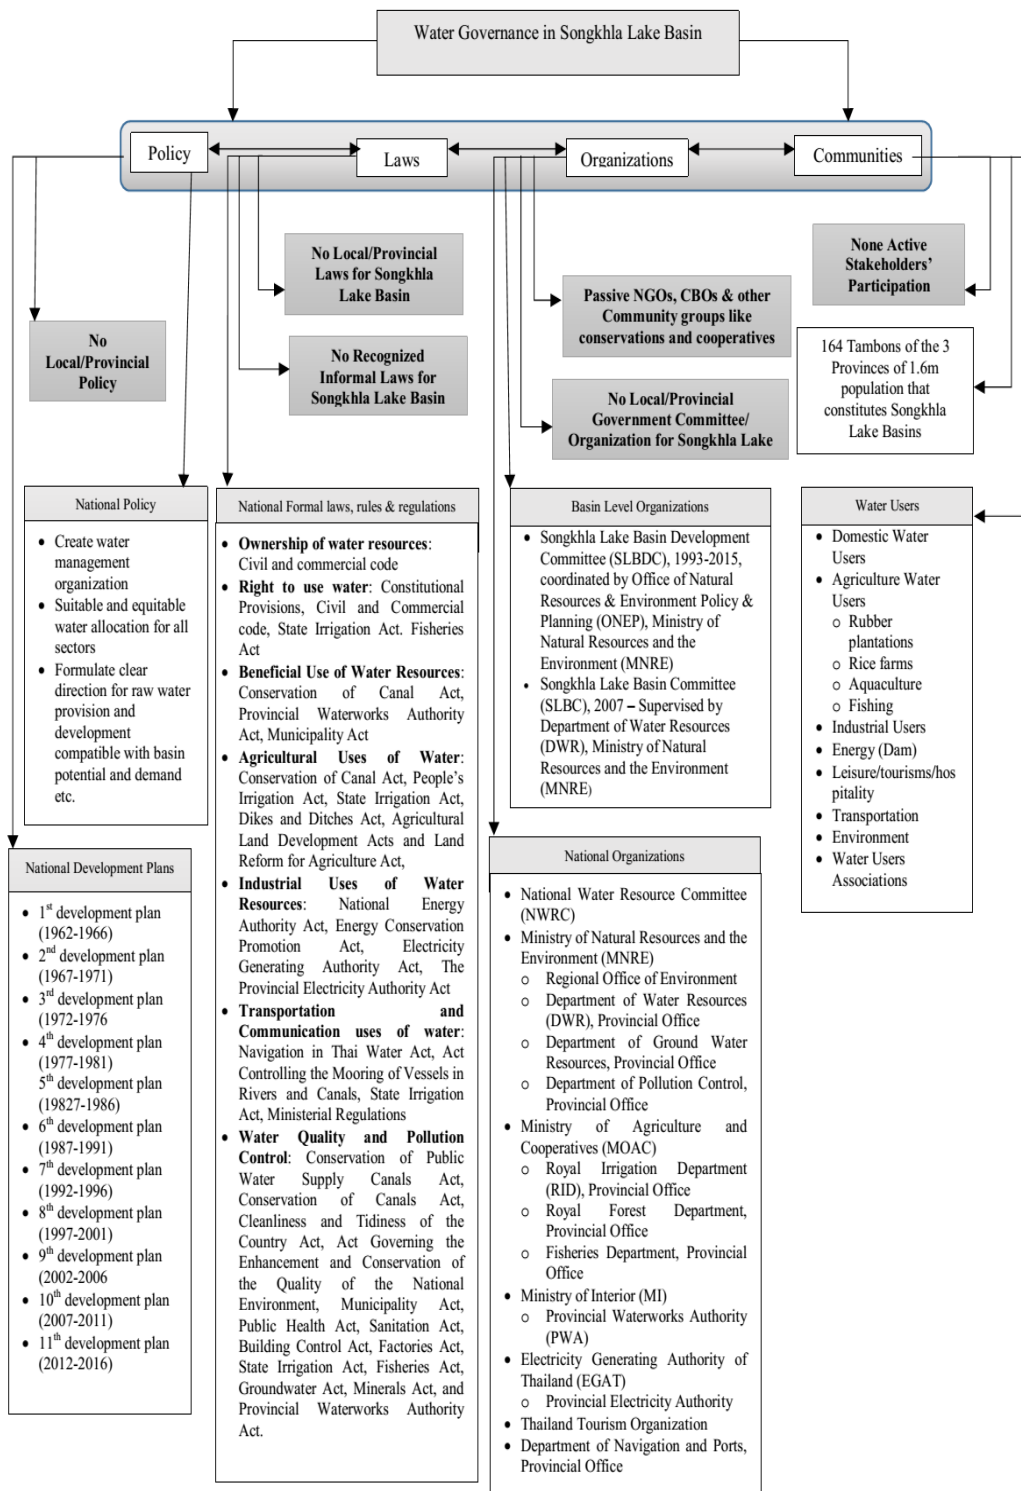 Water Governance in Songkhla Lake Basin
Policy
Laws
Organizations
Communities
No Local/Provincial
Laws for Songkhla
Lake Basin
None Active
Stakeholders’
Participation
Passive NGOs, CBOs & other
Community groups like
conservations and cooperatives
No
Local/Provincial
Policy
No Recognized
Informal Laws for
Songkhla Lake Basin
164 Tambons of the 3
Provinces of 1.6m
population that
constitutes Songkhla
Lake Basins
No Local/Provincial
Government Committee/
Organization for Songkhla Lake
National Policy
• Create water
management
organization
• Suitable and equitable
water allocation for all
sectors
• Formulate clear
direction for raw water
provision and
development
compatible with basin
potential and demand
etc.
National Development Plans
• 1st development plan
(1962-1966)
• 2nd development plan
(1967-1971)
• 3rd development plan
(1972-1976
• 4th development plan
(1977-1981)
5th development plan
(19827-1986)
• 6th development plan
(1987-1991)
• 7th development plan
(1992-1996)
• 8th development plan
(1997-2001)
• 9th development plan
(2002-2006
• 10th development plan
(2007-2011)
• 11th development plan
(2012-2016)
National Formal laws, rules & regulations
• Ownership of water resources:
Civil and commercial code
• Right to use water: Constitutional
Provisions, Civil and Commercial
code, State Irrigation Act. Fisheries
Act
• Beneficial Use of Water Resources:
Conservation of Canal Act,
Provincial Waterworks Authority
Act, Municipality Act
• Agricultural Uses of Water:
Conservation of Canal Act, People’s
Irrigation Act, State Irrigation Act,
Dikes and Ditches Act, Agricultural
Land Development Acts and Land
Reform for Agriculture Act,
• Industrial Uses of Water
Resources: National Energy
Authority Act, Energy Conservation
Promotion Act, Electricity
Generating Authority Act, The
Provincial Electricity Authority Act
• Transportation and
Communication uses of water:
Navigation in Thai Water Act, Act
Controlling the Mooring of Vessels in
Rivers and Canals, State Irrigation
Act, Ministerial Regulations
• Water Quality and Pollution
Control: Conservation of Public
Water Supply Canals Act,
Conservation of Canals Act,
Cleanliness and Tidiness of the
Country Act, Act Governing the
Enhancement and Conservation of
the Quality of the National
Environment, Municipality Act,
Public Health Act, Sanitation Act,
Building Control Act, Factories Act,
State Irrigation Act, Fisheries Act,
Groundwater Act, Minerals Act, and
Provincial Waterworks Authority
Act.
Basin Level Organizations
• Songkhla Lake Basin Development
Committee (SLBDC), 1993-2015,
coordinated by Office of Natural
Resources & Environment Policy &
Planning (ONEP), Ministry of
Natural Resources and the
Environment (MNRE)
• Songkhla Lake Basin Committee
(SLBC), 2007 – Supervised by
Department of Water Resources
(DWR), Ministry of Natural
Resources and the Environment
(MNRE)
National Organizations
• National Water Resource Committee
(NWRC)
• Ministry of Natural Resources and the
Environment (MNRE)
o Regional Office of Environment
o Department of Water Resources
(DWR), Provincial Office
o Department of Ground Water
Resources, Provincial Office
o Department of Pollution Control,
Provincial Office
• Ministry of Agriculture and
Cooperatives (MOAC)
o Royal Irrigation Department
(RID), Provincial Office
o Royal Forest Department,
Provincial Office
o Fisheries Department, Provincial
Office
• Ministry of Interior (MI)
o Provincial Waterworks Authority
(PWA)
• Electricity Generating Authority of
Thailand (EGAT)
o Provincial Electricity Authority
• Thailand Tourism Organization
• Department of Navigation and Ports,
Provincial Office
Water Users
• Domestic Water
Users
• Agriculture Water
Users
o Rubber
plantations
o Rice farms
o Aquaculture
o Fishing
• Industrial Users
• Energy (Dam)
• Leisure/tourisms/hos
pitality
• Transportation
• Environment
• Water Users
Associations